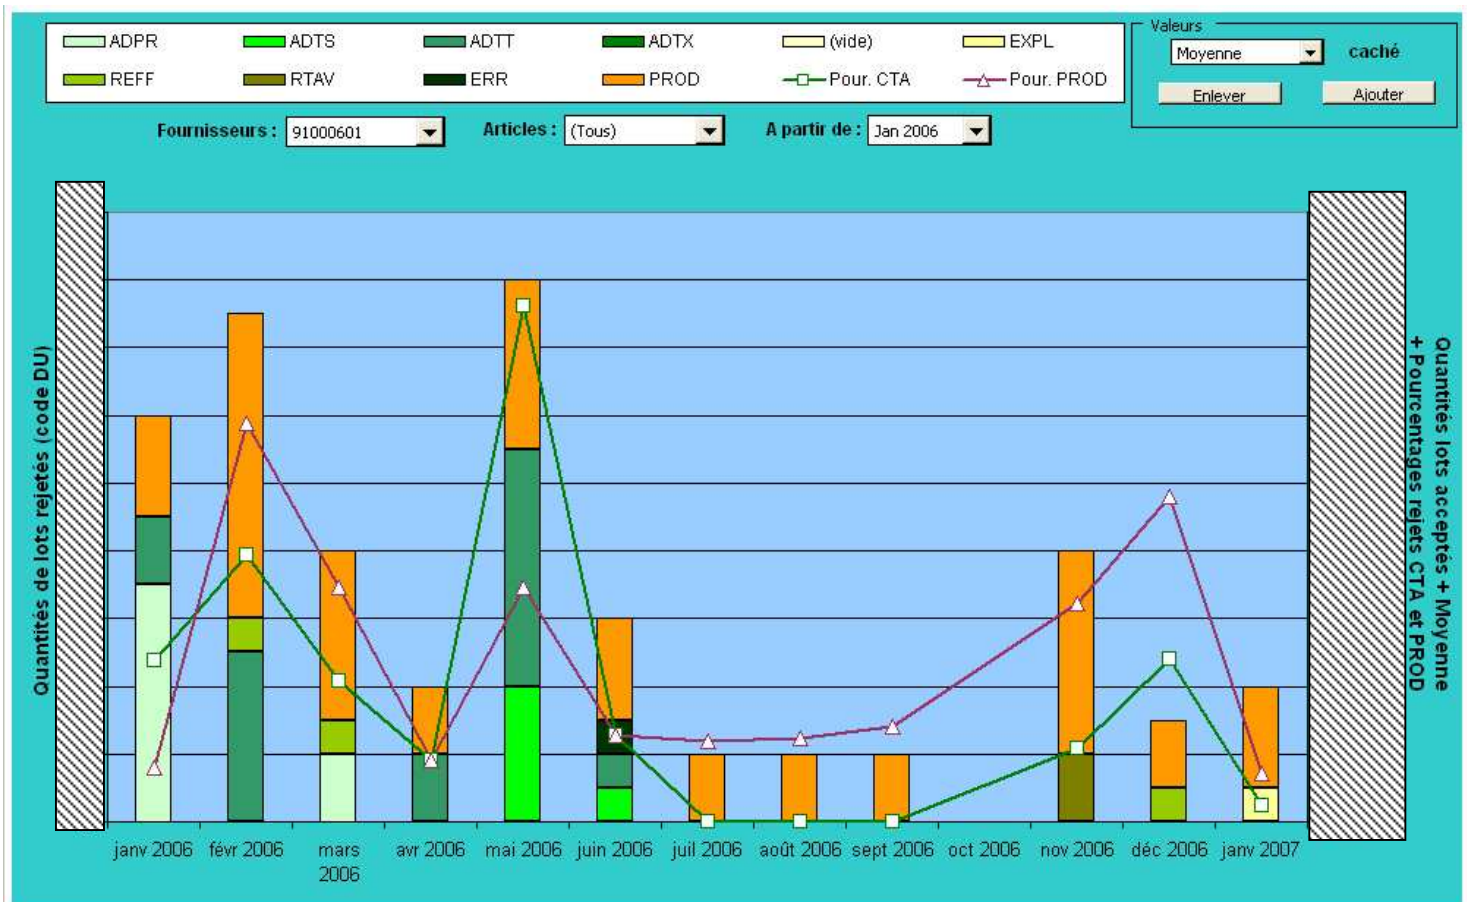 ADPR ADTS ADTT ADTX (vide) EXPL
REFF RTAV ERR PROD Pour. CTA Pour. PROD
Valeurs
Moyenne caché
Enlever Ajouter
Fournisseurs : 91000601 Articles : (Tous) A partir de : Jan 2006
Quantités de lots rejetés (code DU)
Quantités lots acceptés + Moyenne
+ Pourcentages rejets CTA et PROD
janv 2006 févr 2006 mars 2006 avr 2006 mai 2006 juin 2006 juil 2006 août 2006 sept 2006 oct 2006 nov 2006 déc 2006 janv 2007